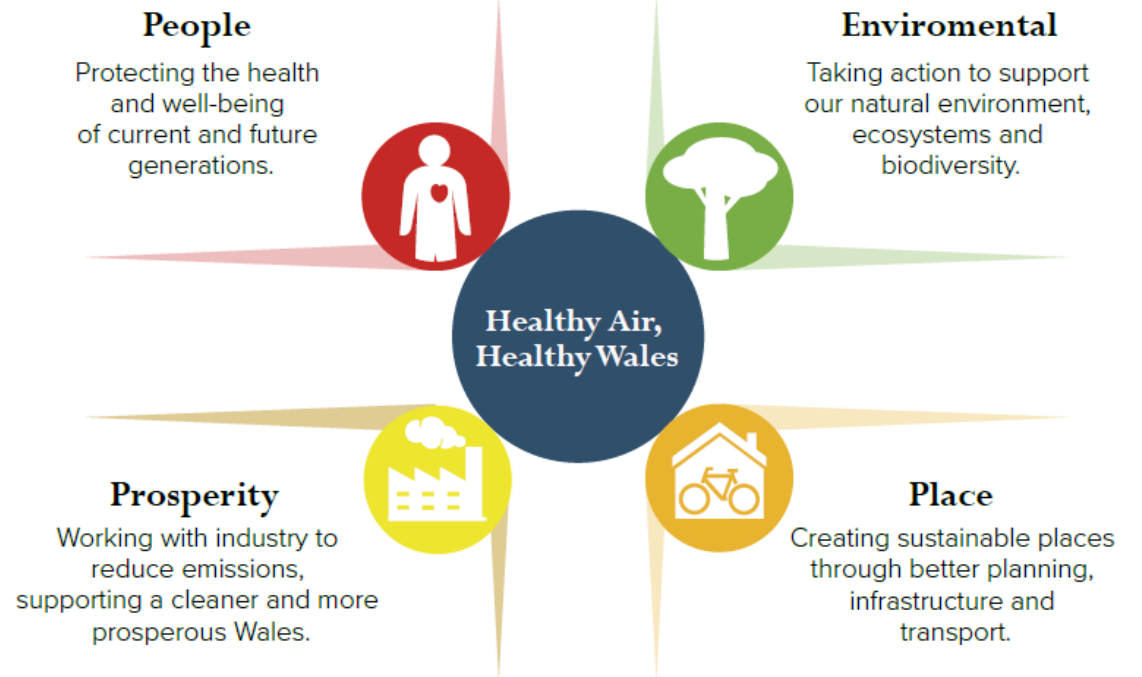 People
Protecting the health
and well-being
of current and future
generations.
Enviromental
Taking action to support
our natural environment,
ecosystems and
biodiversity.
Healthy Air,
Healthy Wales
Prosperity
Working with industry to
reduce emissions,
supporting a cleaner and more
prosperous Wales.
Place
Creating sustainable places
through better planning,
infrastructure and
transport.